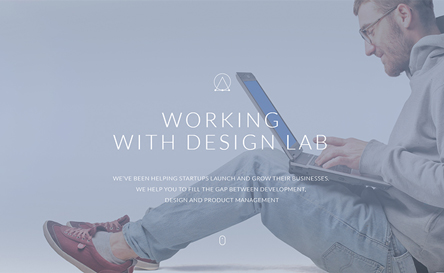 WORKING
WITH DESIGN LAB
WE'VE BEEN HELPING STARTUPS LAUNCH AND GROW THEIR BUSINESSES.
WE HELP YOU TO FILL THE GAP BETWEEN DEVELOPMENT,
DESIGN AND PRODUCT MANAGEMENT